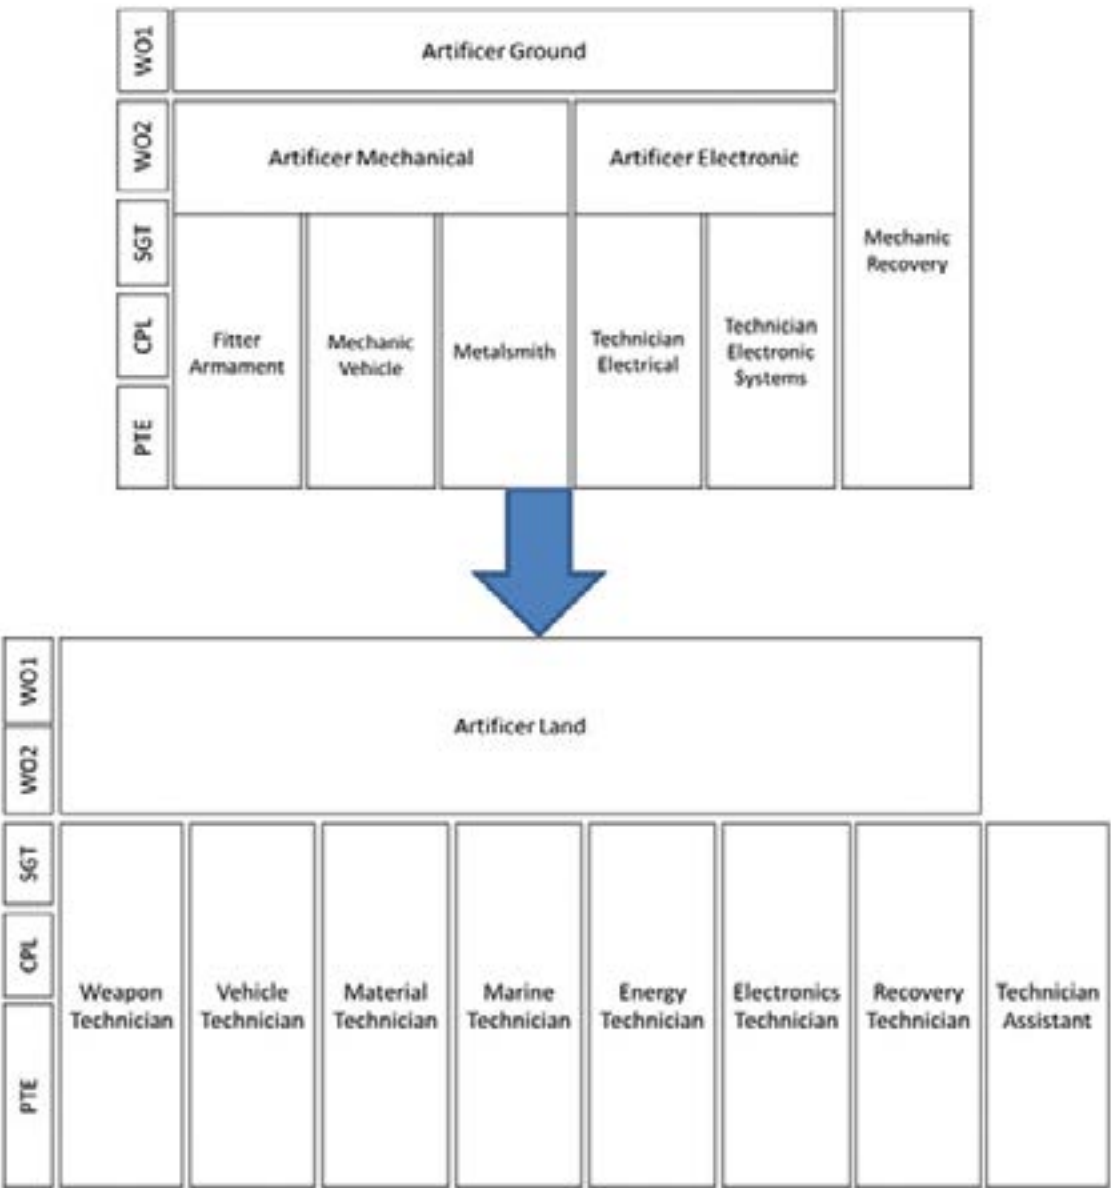 WO1
Artificer Ground
WO2
Artificer Mechanical
Artificer Electronic
SGT
CPL
PTE
Fitter
Armament
Mechanic
Vehicle
Metalsmith
Technician
Electrical
Technician
Electronic
Systems
Mechanic
Recovery
WO1
WO2
Artificer Land
SGT
CPL
PTE
Weapon
Technician
Vehicle
Technician
Material
Technician
Marine
Technician
Energy
Technician
Electronics
Technician
Recovery
Technician
Technician
Assistant